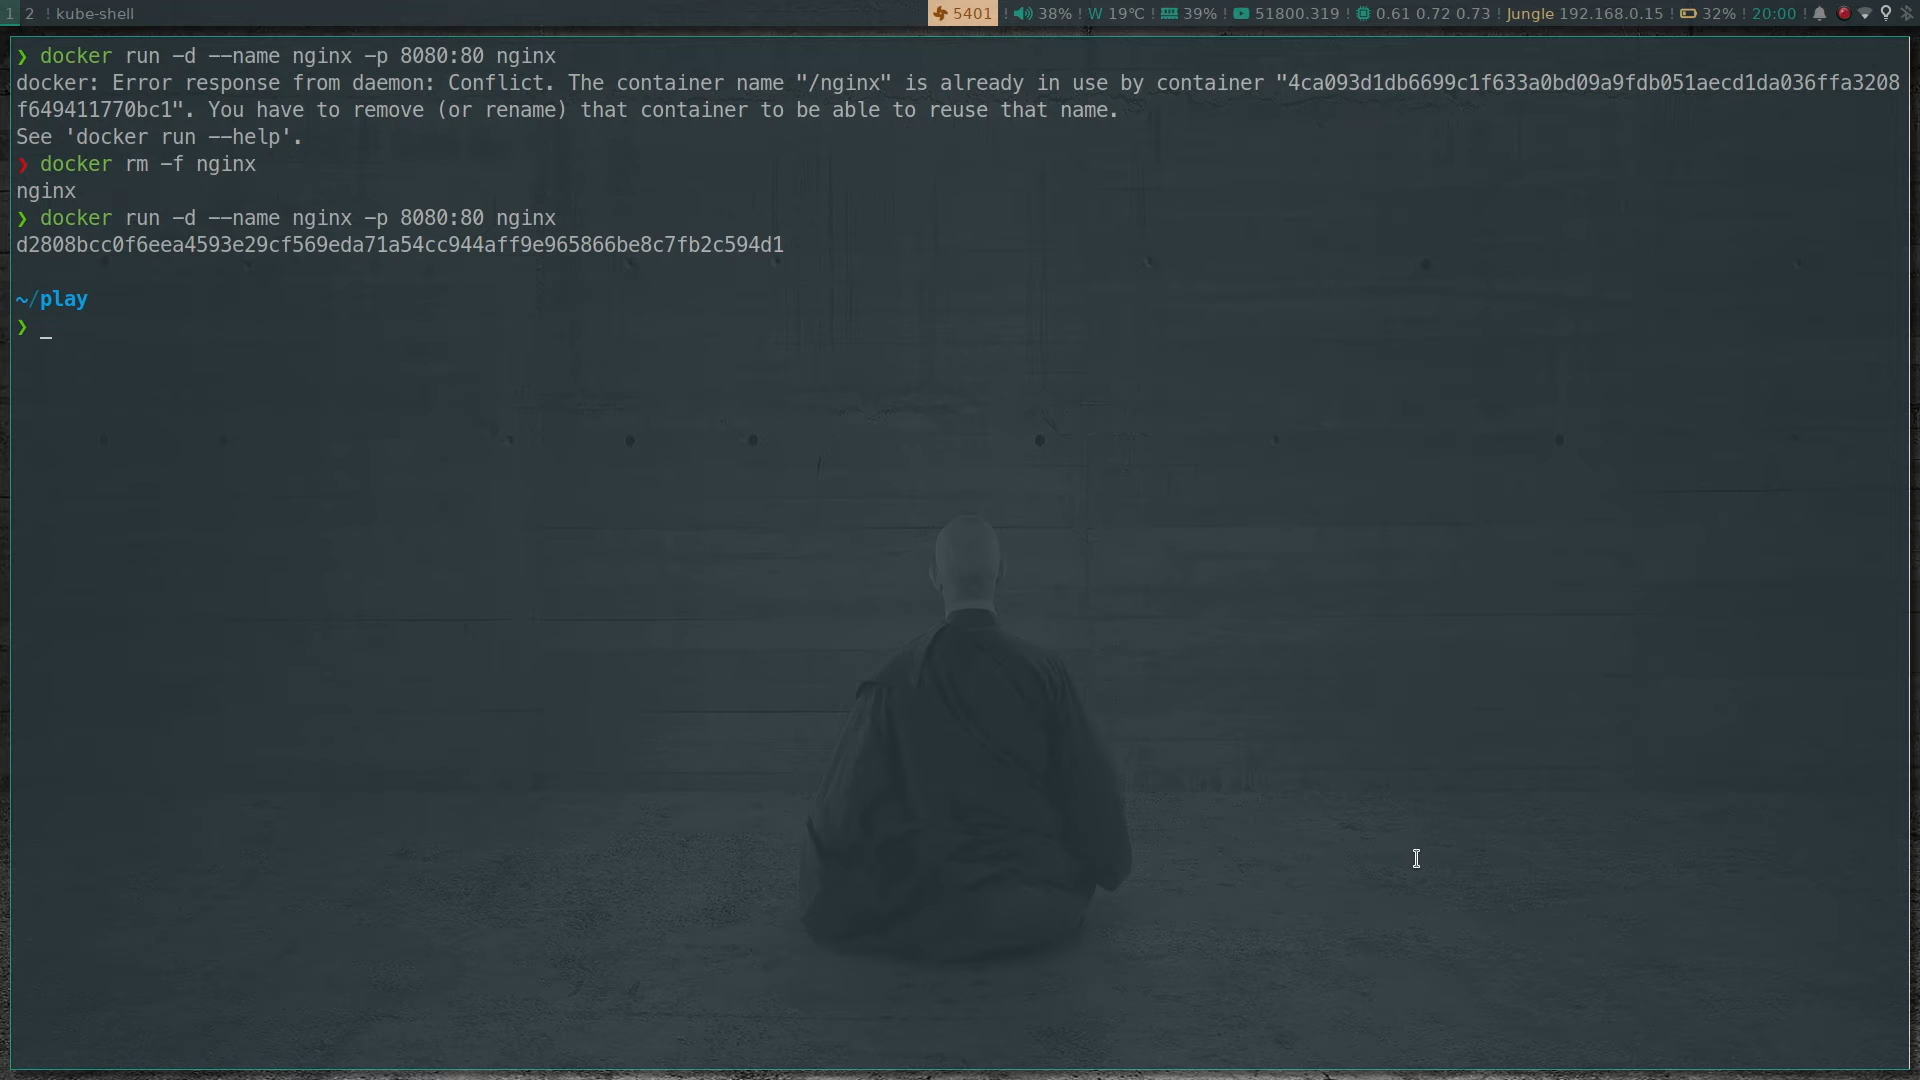 1 2 ! kube-shell 5401 ! 38% ! W 19°C ! 39% ! 51800.319 ! 0.61 0.72 0.73 ! Jungle 192.168.0.15 ! 32% ! 20:00 !
❯ docker run -d --name nginx -p 8080:80 nginx
docker: Error response from daemon: Conflict. The container name "/nginx" is already in use by container "4ca093d1db6699c1f633a0bd09a9fdb051aecd1da036ffa3208
f649411770bc1". You have to remove (or rename) that container to be able to reuse that name.
See 'docker run --help'.
❯ docker rm -f nginx
nginx
❯ docker run -d --name nginx -p 8080:80 nginx
d2808bcc0f6eea4593e29cf569eda71a54cc944aff9e965866be8c7fb2c594d1
~/play
❯ _